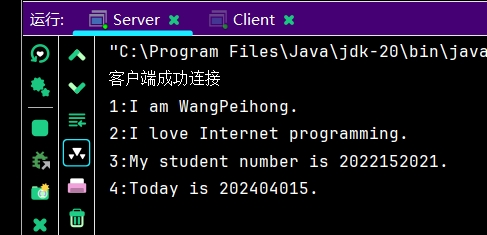 运行: Server Client
"C:\Program Files\Java\jdk-20\bin\java
客户端成功连接
1:I am WangPeihong.
2:I love Internet programming.
3:My student number is 2022152021.
4:Today is 202404015.